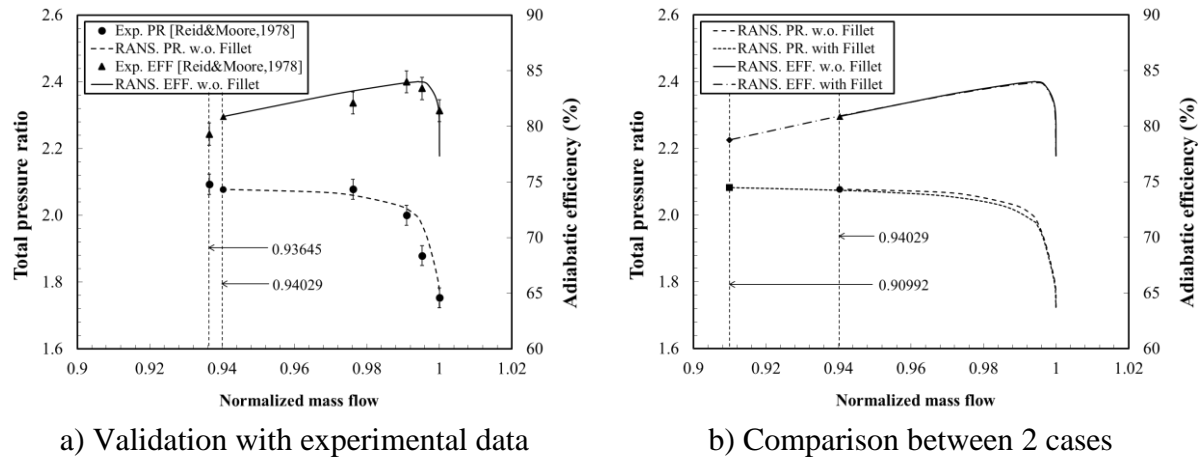 2.6
2.4
2.2
2.0
1.8
1.6
Total pressure ratio
90
85
80
75
70
65
60
Adiabatic efficiency (%)
Exp. PR [Reid&Moore,1978]
RANS. PR. w.o. Fillet
Exp. EFF [Reid&Moore,1978]
RANS. EFF. w.o. Fillet
0.93645
0.94029
0.9
0.92
0.94
0.96
0.98
1
1.02
Normalized mass flow
a) Validation with experimental data
2.6
2.4
2.2
2.0
1.8
1.6
Total pressure ratio
90
85
80
75
70
65
60
Adiabatic efficiency (%)
RANS. PR. w.o. Fillet
RANS. PR. with Fillet
RANS. EFF. w.o. Fillet
RANS. EFF. with Fillet
0.94029
0.90992
0.9
0.92
0.94
0.96
0.98
1
1.02
Normalized mass flow
b) Comparison between 2 cases